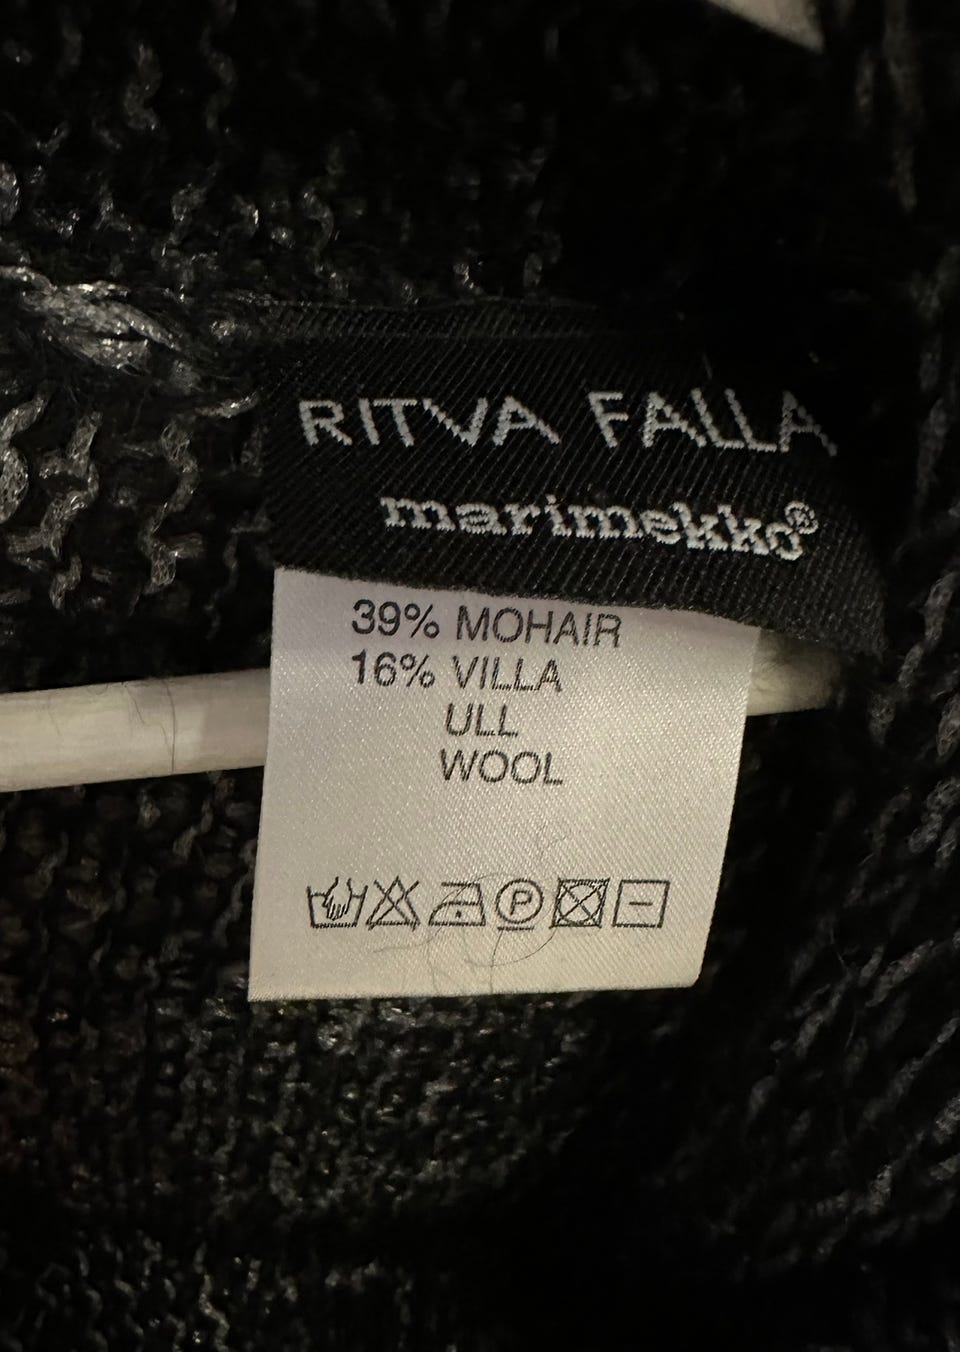 RITVA FALLA
marimekko®
39% MOHAIR
16% VILLA
ULL
WOOL
P